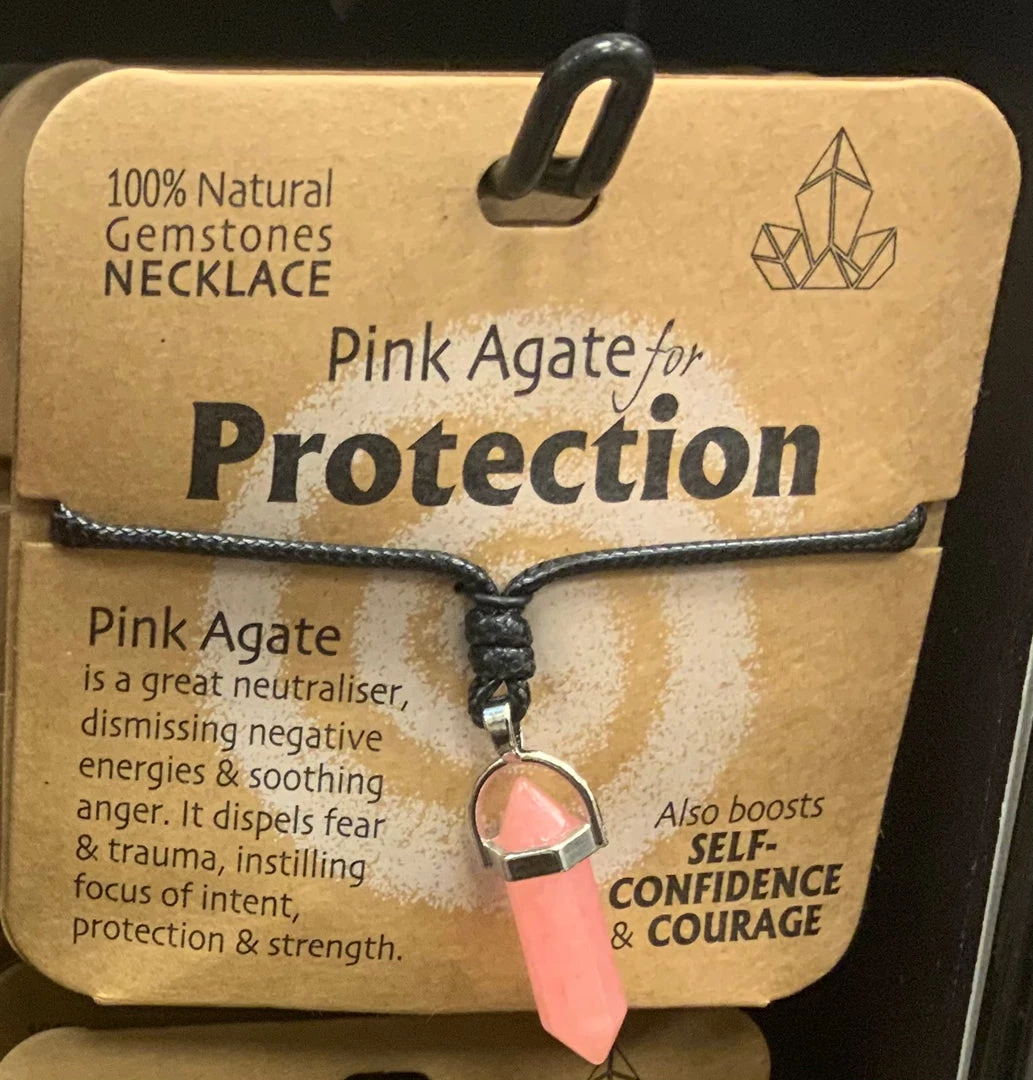 100% Natural
Gemstones
NECKLACE
Pink Agate for
Protection
Pink Agate
is a great neutraliser,
dismissing negative
energies & soothing
anger. It dispels fear
& trauma, instilling
focus of intent,
protection & strength.
Also boosts
SELF-
CONFIDENCE
& COURAGE